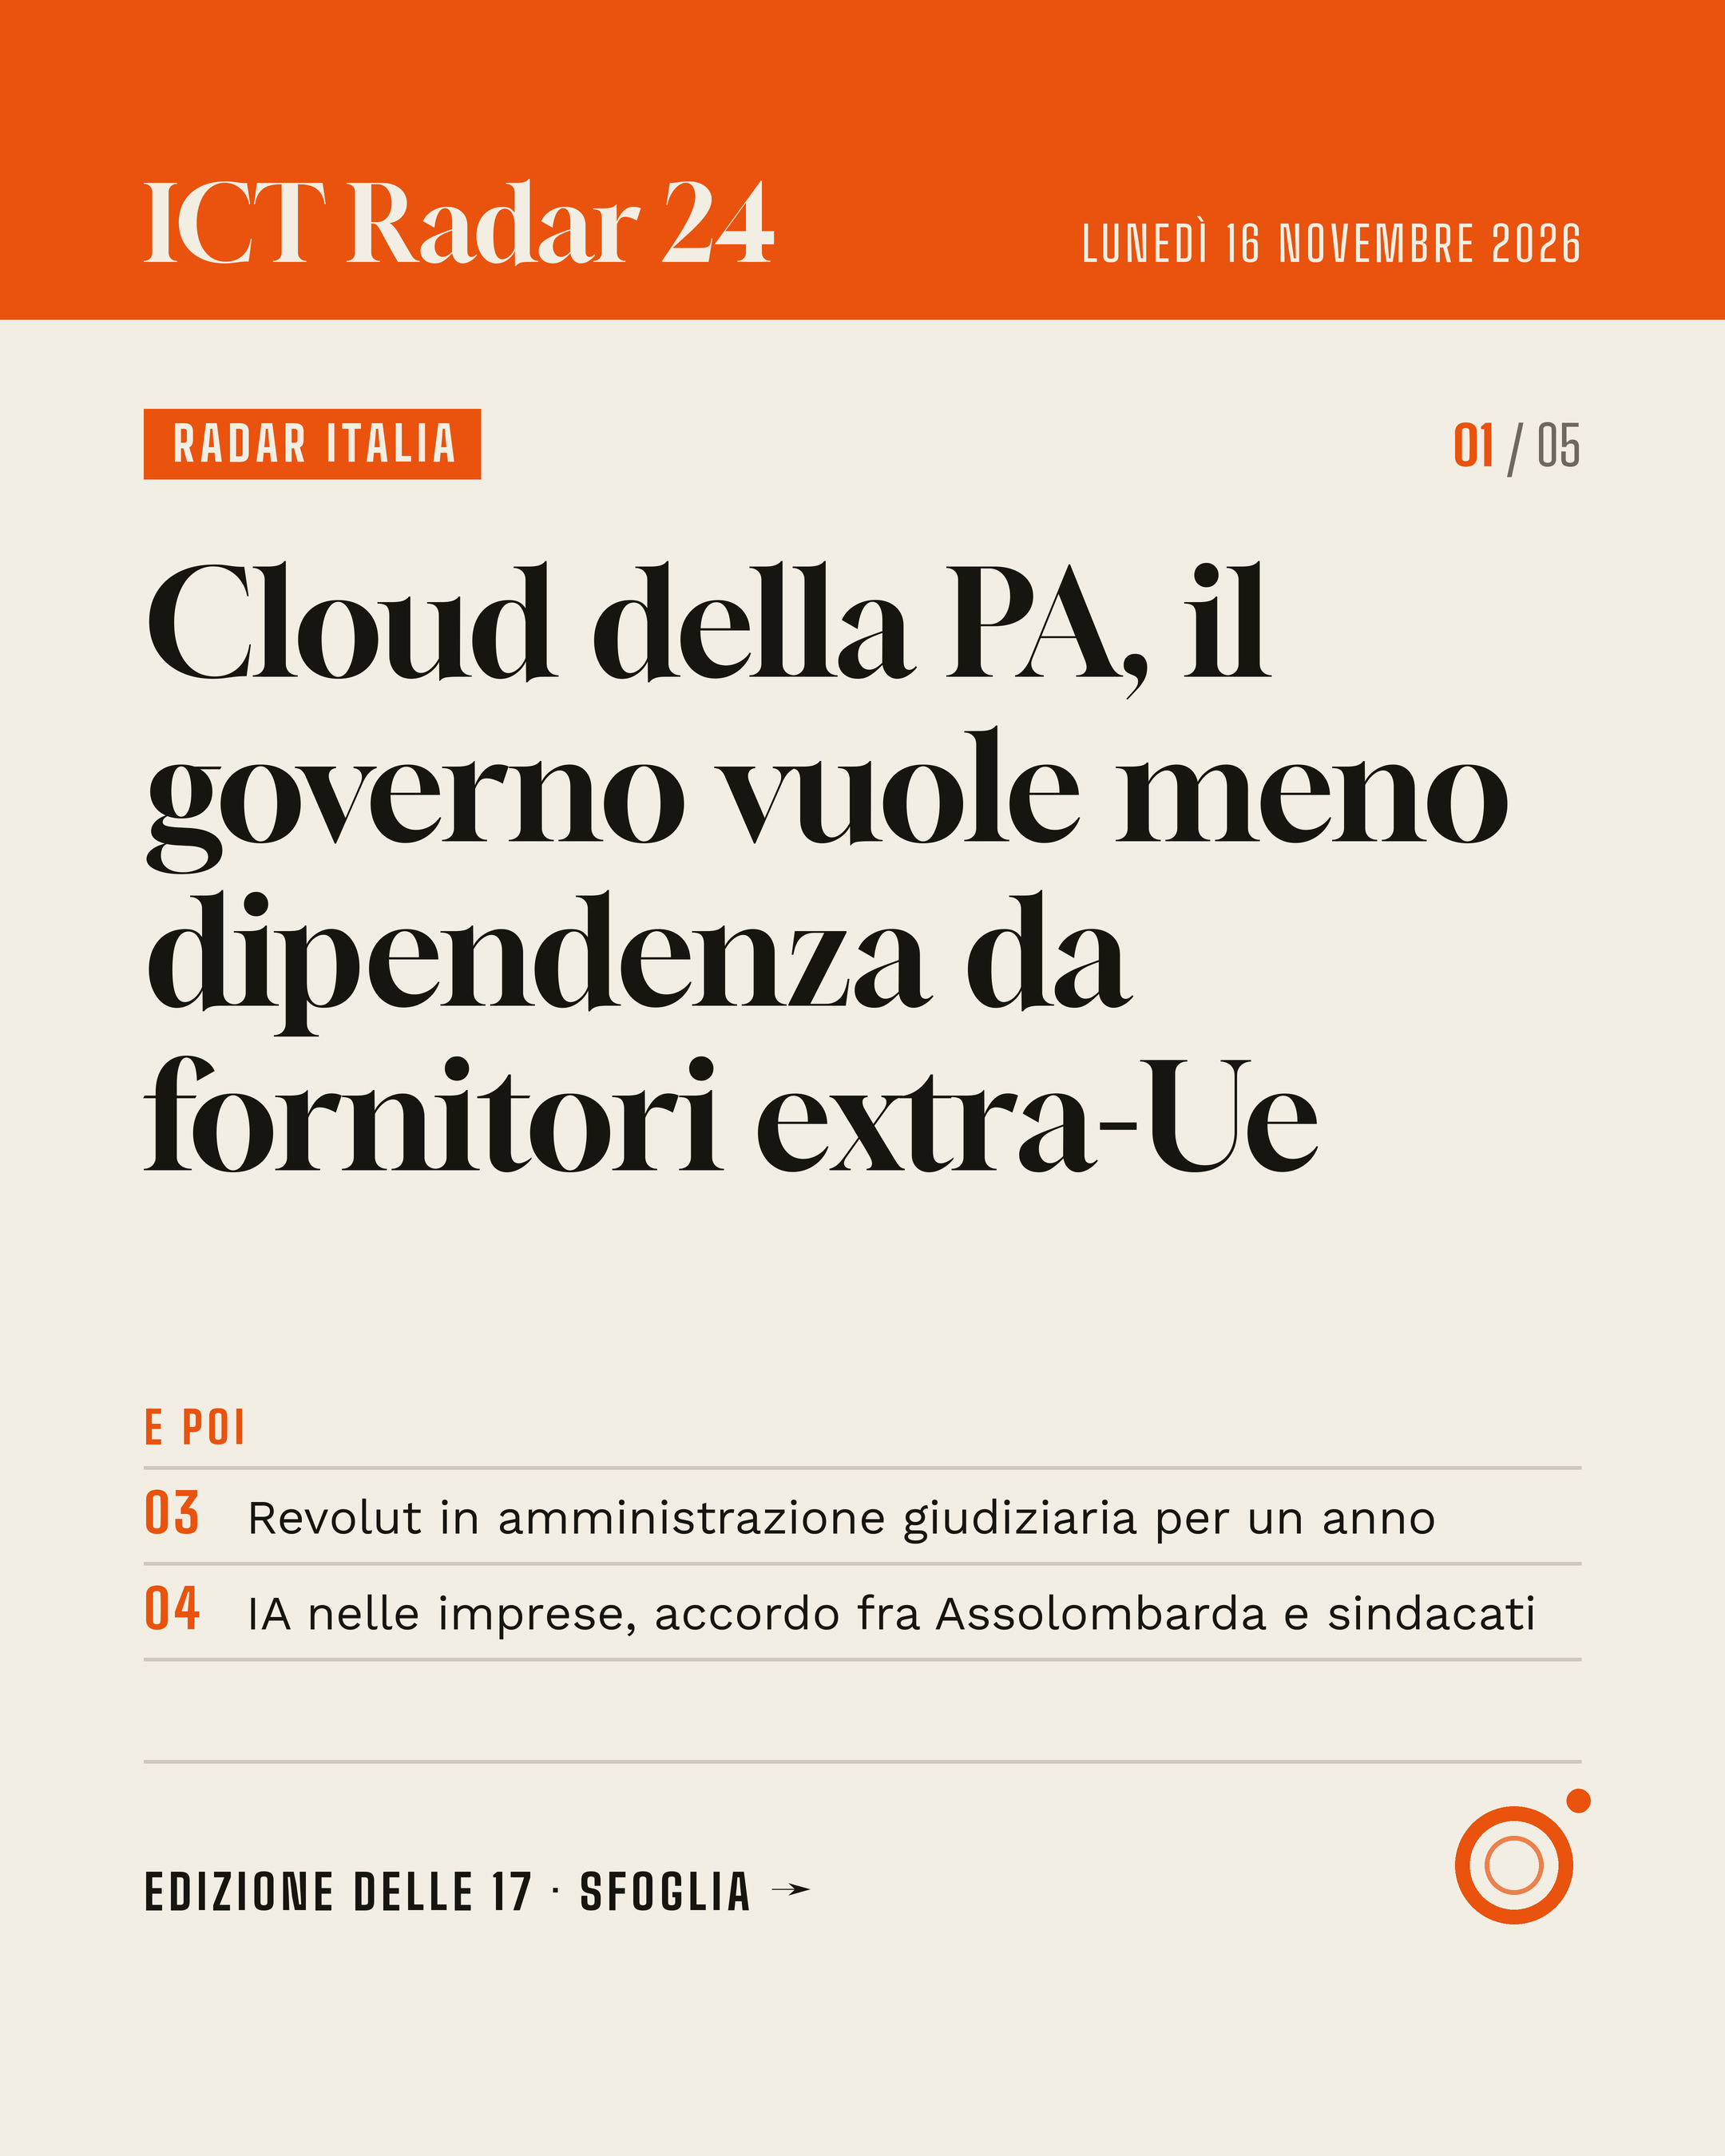 ICT Radar 24
LUNEDÌ 16 NOVEMBRE 2026
RADAR ITALIA
01 / 05
Cloud della PA, il
governo vuole meno
dipendenza da
fornitori extra-Ue
E POI
03 Revolut in amministrazione giudiziaria per un anno
04 IA nelle imprese, accordo fra Assolombarda e sindacati
EDIZIONE DELLE 17 · SFOGLIA →